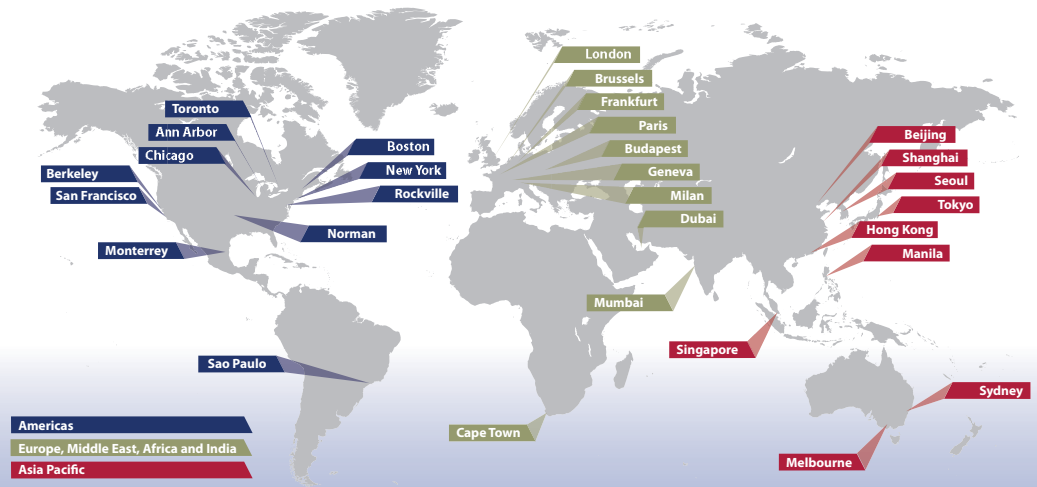 Toronto
Ann Arbor
Chicago
Berkeley
San Francisco
Monterrey
Boston
New York
Rockville
Norman
Sao Paulo
London
Brussels
Frankfurt
Paris
Budapest
Geneva
Milan
Dubai
Mumbai
Cape Town
Beijing
Shanghai
Seoul
Tokyo
Hong Kong
Manila
Singapore
Sydney
Melbourne
Americas
Europe, Middle East, Africa and India
Asia Pacific